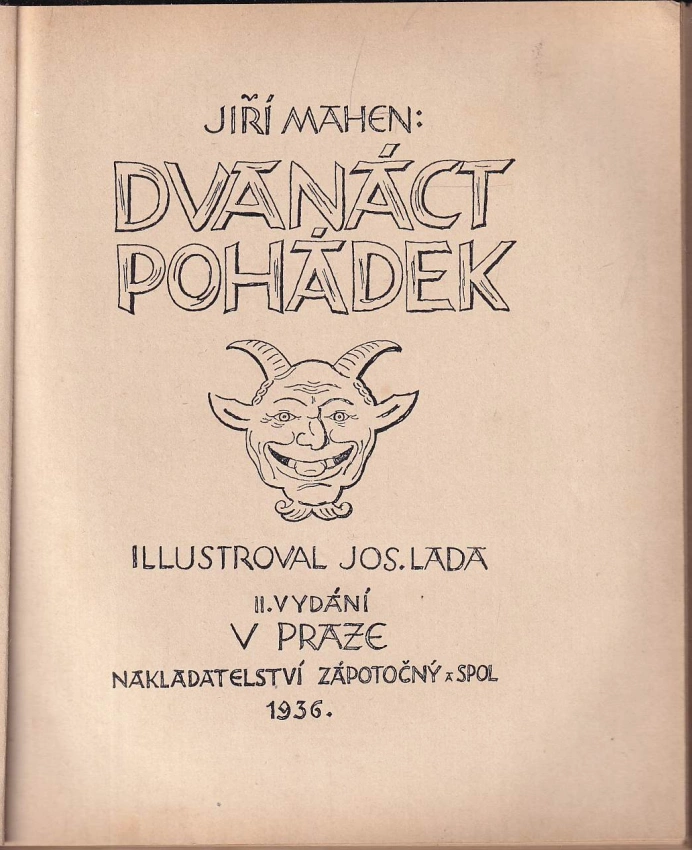 JIŘÍ MAHEN:
DVANÁCT
POHÁDEK
ILLUSTROVAL JOS. LADA
II. VYDÁNÍ
V PRAZE
NAKLADATELSTVÍ ZÁPOTOČNÝ A SPOL
1936.